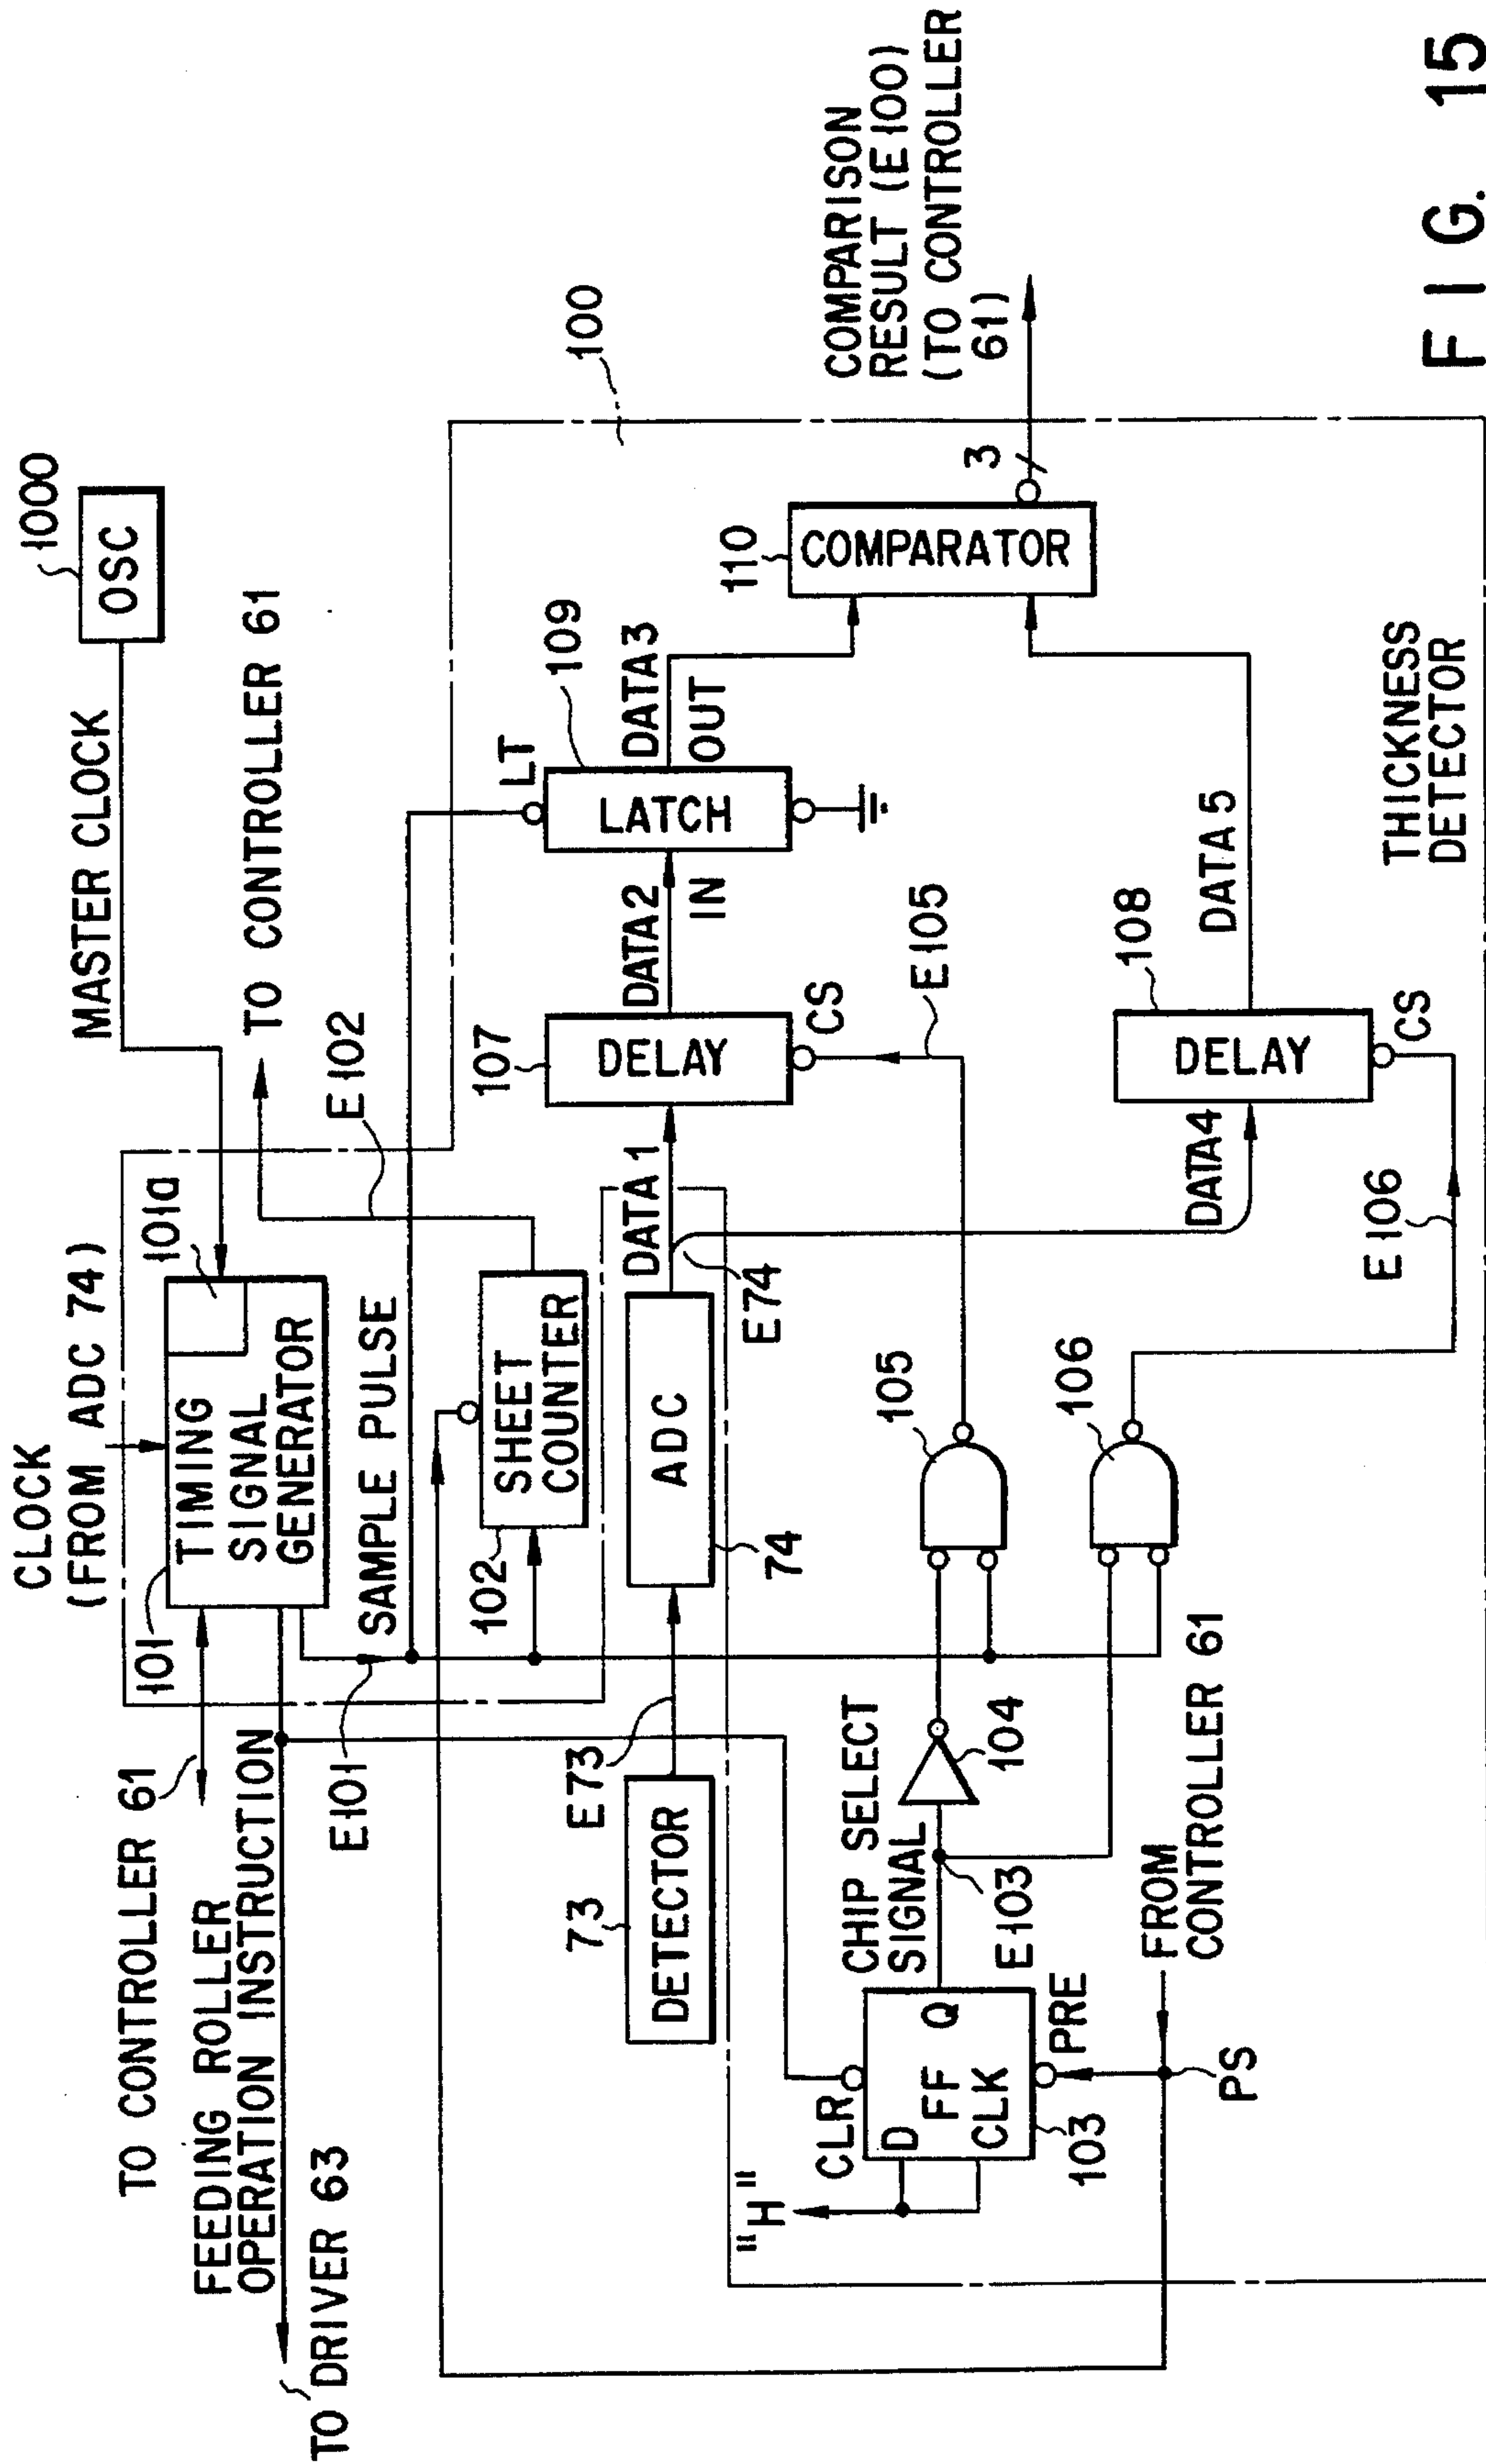 CLOCK
(FROM ADC 74)
TO CONTROLLER 61
101
TIMING
SIGNAL
GENERATOR
101a
MASTER CLOCK
1000
OSC
FEEDING ROLLER
OPERATION INSTRUCTION
TO DRIVER 63
E101
SAMPLE PULSE
E102
TO CONTROLLER 61
102
SHEET
COUNTER
100
73
DETECTOR
E73
ADC
74
DATA 1
E74
107
DELAY
CS
DATA2
IN
LT
LATCH
109
DATA3
OUT
110
COMPARATOR
3
COMPARISON
RESULT (E100)
(TO CONTROLLER
61)
"H"
CLR
D
Q
FF
CLK
PRE
103
CHIP SELECT
SIGNAL
E103
104
105
E105
106
E106
DATA4
108
DELAY
CS
DATA 5
FROM
CONTROLLER 61
PS
THICKNESS
DETECTOR
FIG. 15